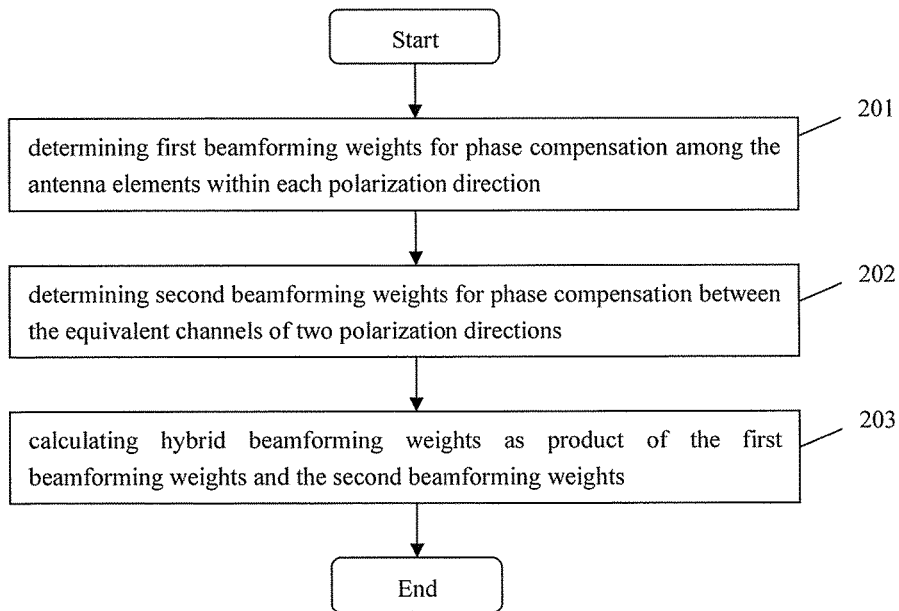 Start
201
determining first beamforming weights for phase compensation among the
antenna elements within each polarization direction
202
determining second beamforming weights for phase compensation between
the equivalent channels of two polarization directions
203
calculating hybrid beamforming weights as product of the first
beamforming weights and the second beamforming weights
End